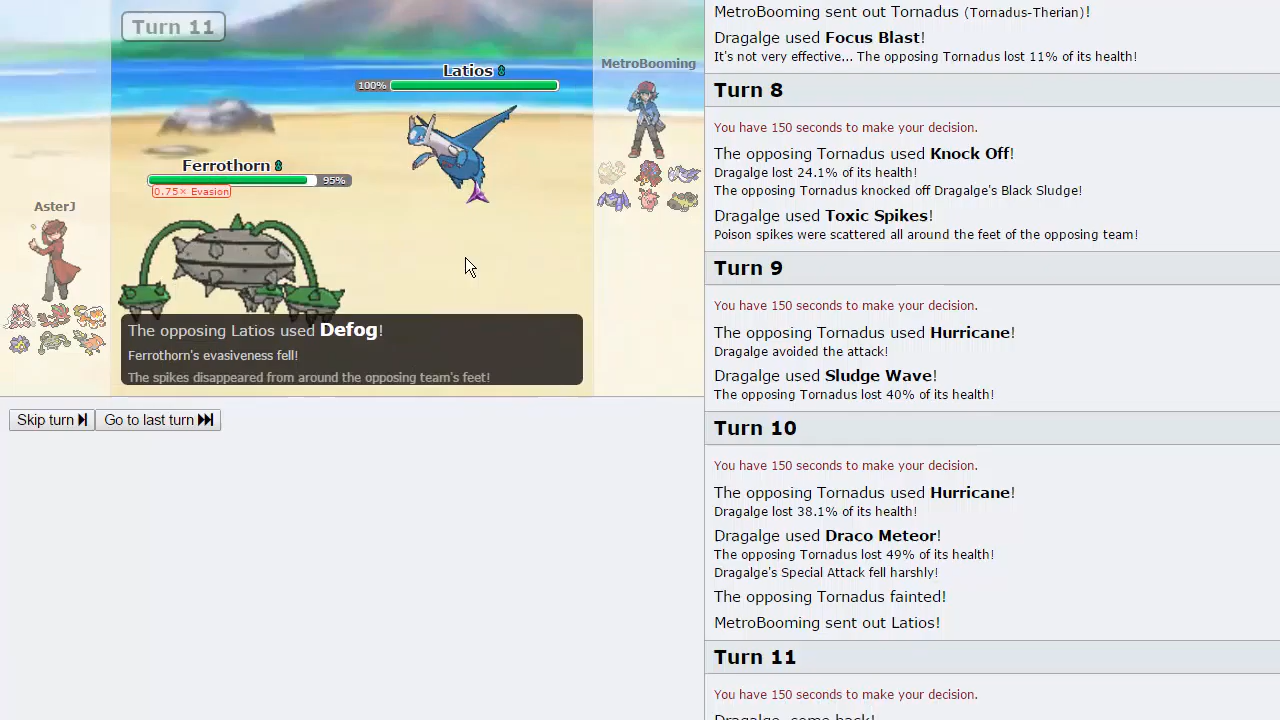 Turn 11
Latios
100%
MetroBooming
Ferrothorn
95%
0.75× Evasion
AsterJ
The opposing Latios used Defog!
Ferrothorn's evasiveness fell!
The spikes disappeared from around the opposing team's feet!
Skip turn
Go to last turn
MetroBooming sent out Tornadus (Tornadus-Therian)!
Dragalge used Focus Blast!
It's not very effective... The opposing Tornadus lost 11% of its health!
Turn 8
You have 150 seconds to make your decision.
The opposing Tornadus used Knock Off!
Dragalge lost 24.1% of its health!
The opposing Tornadus knocked off Dragalge's Black Sludge!
Dragalge used Toxic Spikes!
Poison spikes were scattered all around the feet of the opposing team!
Turn 9
You have 150 seconds to make your decision.
The opposing Tornadus used Hurricane!
Dragalge avoided the attack!
Dragalge used Sludge Wave!
The opposing Tornadus lost 40% of its health!
Turn 10
You have 150 seconds to make your decision.
The opposing Tornadus used Hurricane!
Dragalge lost 38.1% of its health!
Dragalge used Draco Meteor!
The opposing Tornadus lost 49% of its health!
Dragalge's Special Attack fell harshly!
The opposing Tornadus fainted!
MetroBooming sent out Latios!
Turn 11
You have 150 seconds to make your decision.
Dragalge, come back!